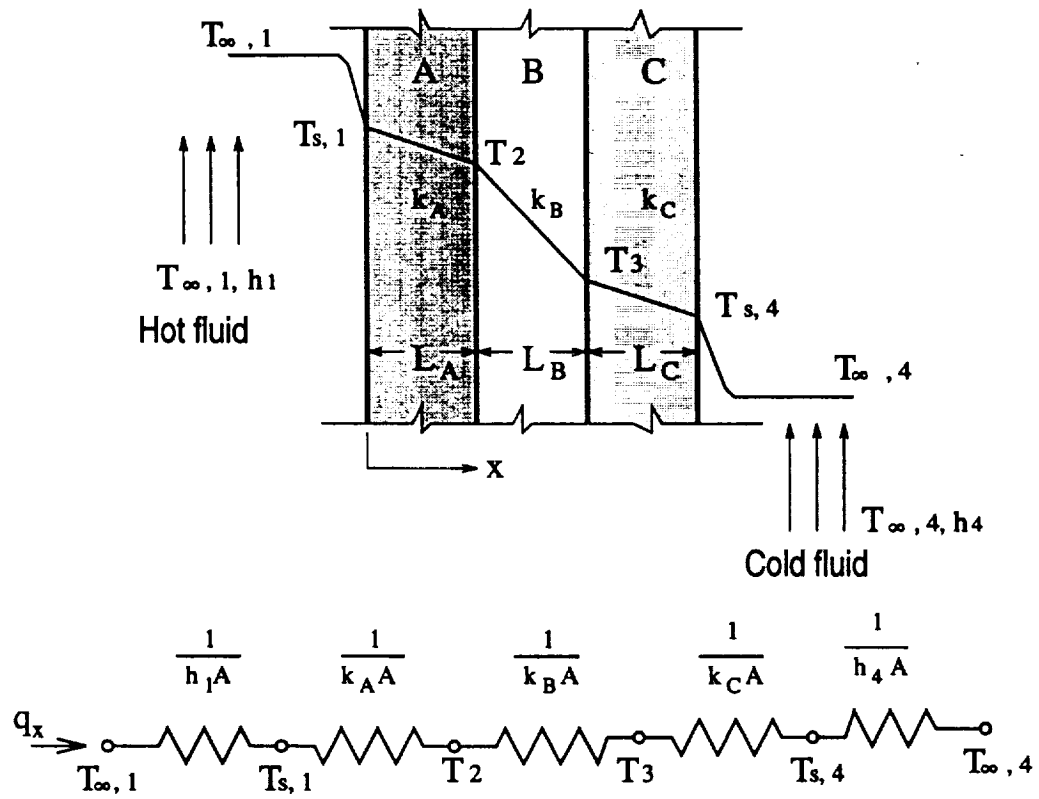 T∞, 1
A B C
Ts, 1
T2
kA kB kC
T3
T∞, 1, h1
Hot fluid
Ts, 4
LA LB LC
T∞, 4
x
T∞, 4, h4
Cold fluid
1/h1A 1/kAA 1/kBA 1/kCA 1/h4A
qx
T∞, 1 Ts, 1 T2 T3 Ts, 4 T∞, 4